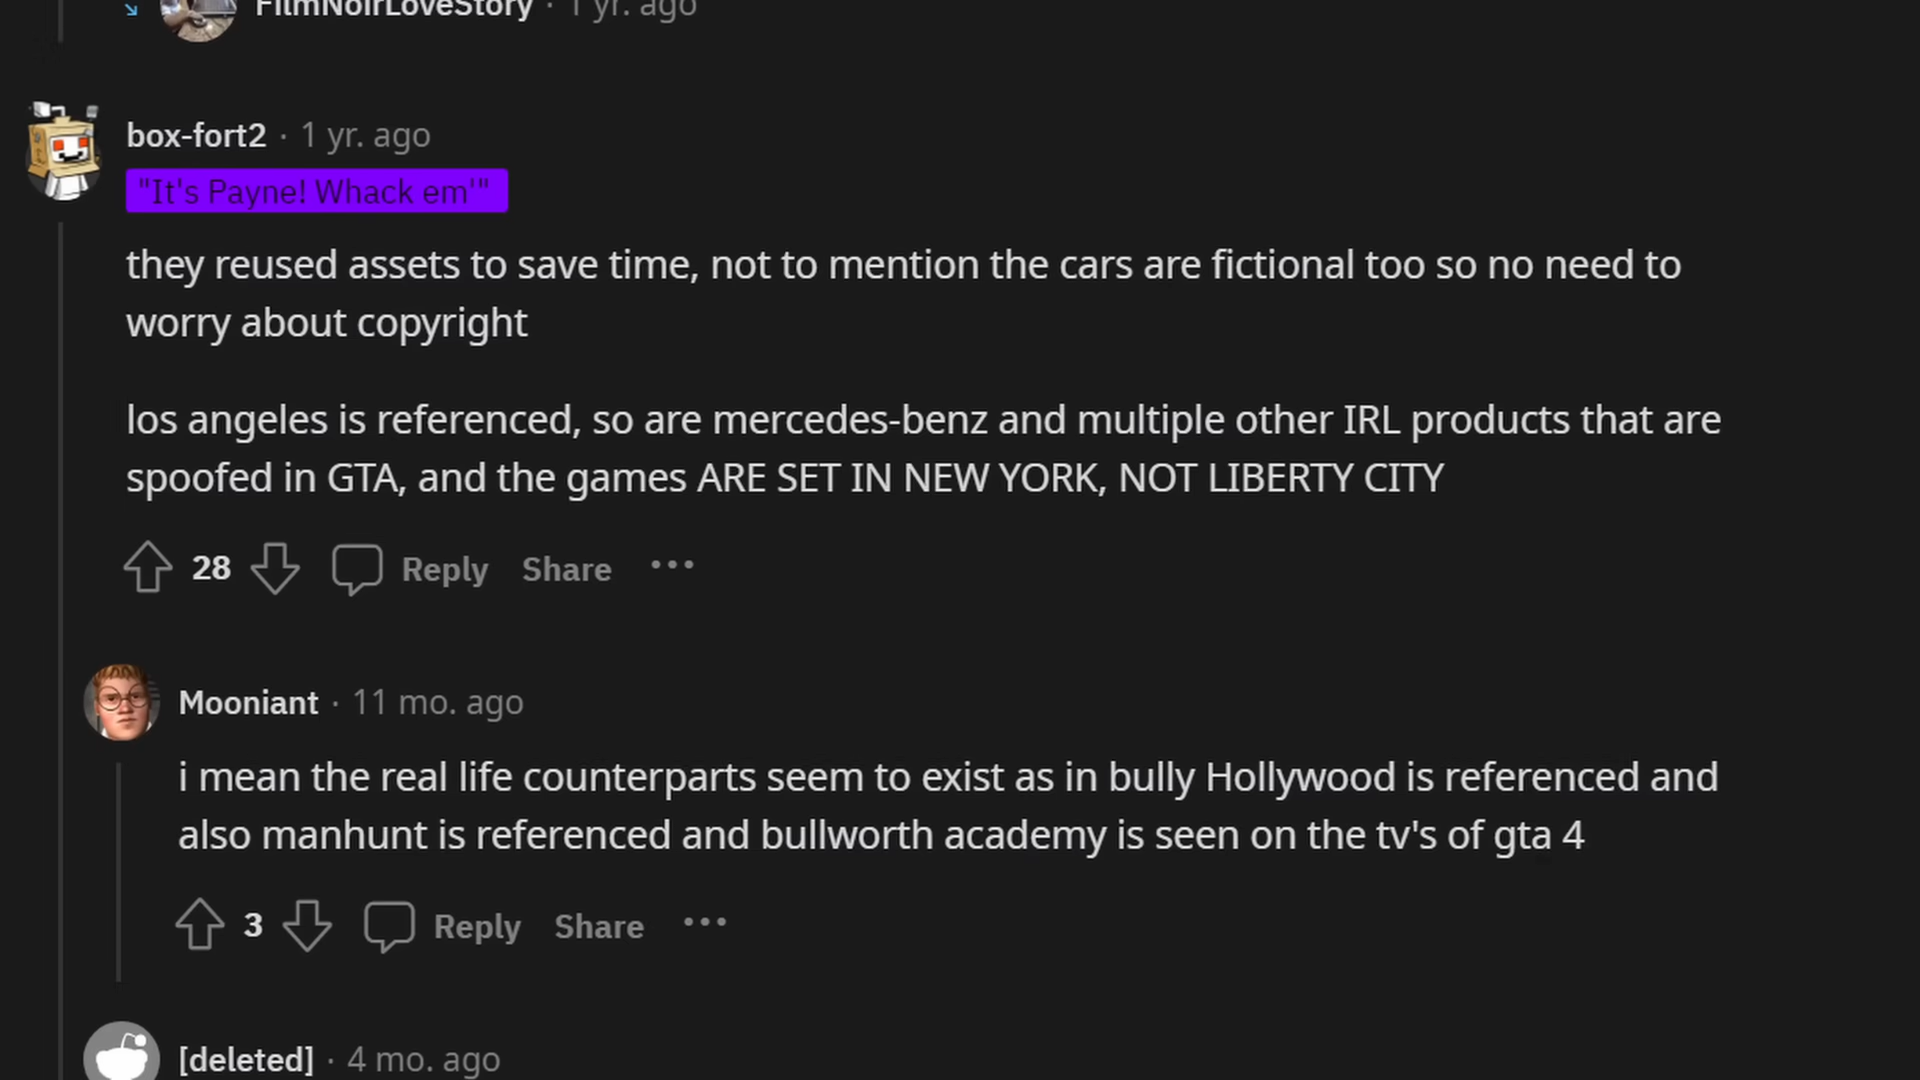 FilmNoirLoveStory · 1 yr. ago
box-fort2 · 1 yr. ago
"It's Payne! Whack em'"
they reused assets to save time, not to mention the cars are fictional too so no need to
worry about copyright
los angeles is referenced, so are mercedes-benz and multiple other IRL products that are
spoofed in GTA, and the games ARE SET IN NEW YORK, NOT LIBERTY CITY
28 Reply Share ...
Mooniant · 11 mo. ago
i mean the real life counterparts seem to exist as in bully Hollywood is referenced and
also manhunt is referenced and bullworth academy is seen on the tv's of gta 4
3 Reply Share ...
[deleted] · 4 mo. ago